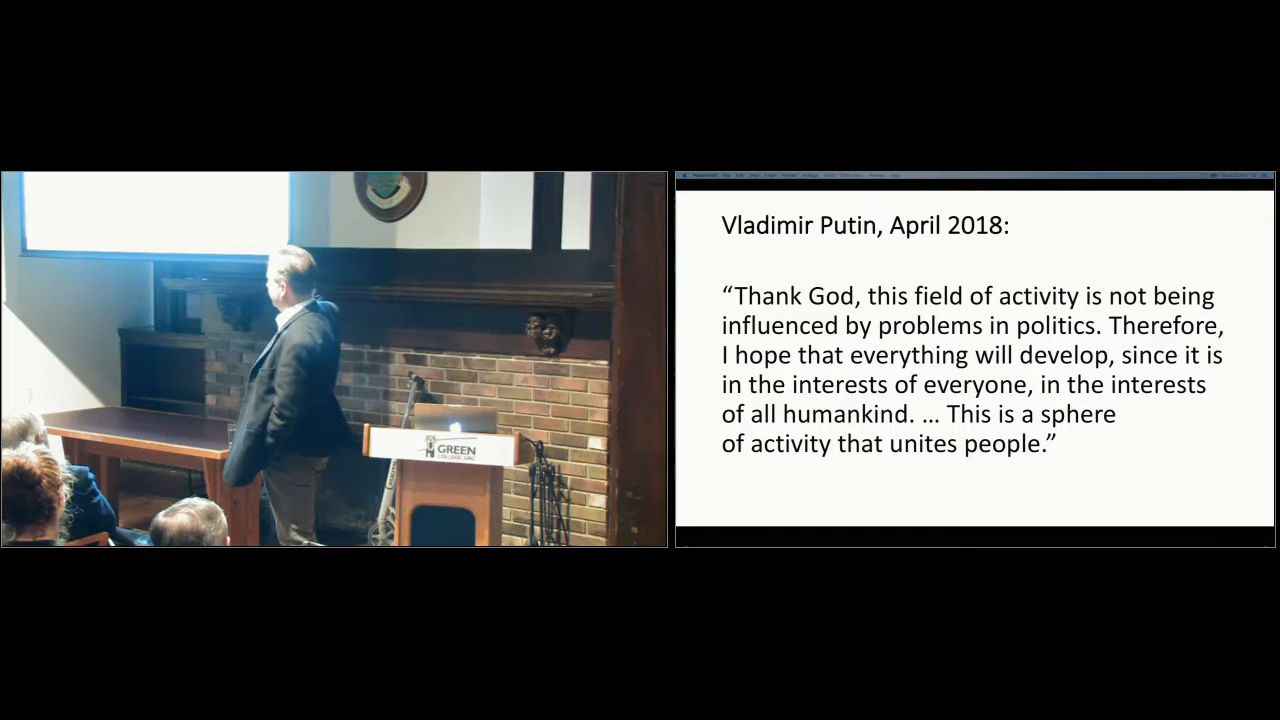 GREEN
COLLEGE, UBC
Vladimir Putin, April 2018:
“Thank God, this field of activity is not being
influenced by problems in politics. Therefore,
I hope that everything will develop, since it is
in the interests of everyone, in the interests
of all humankind. … This is a sphere
of activity that unites people.”